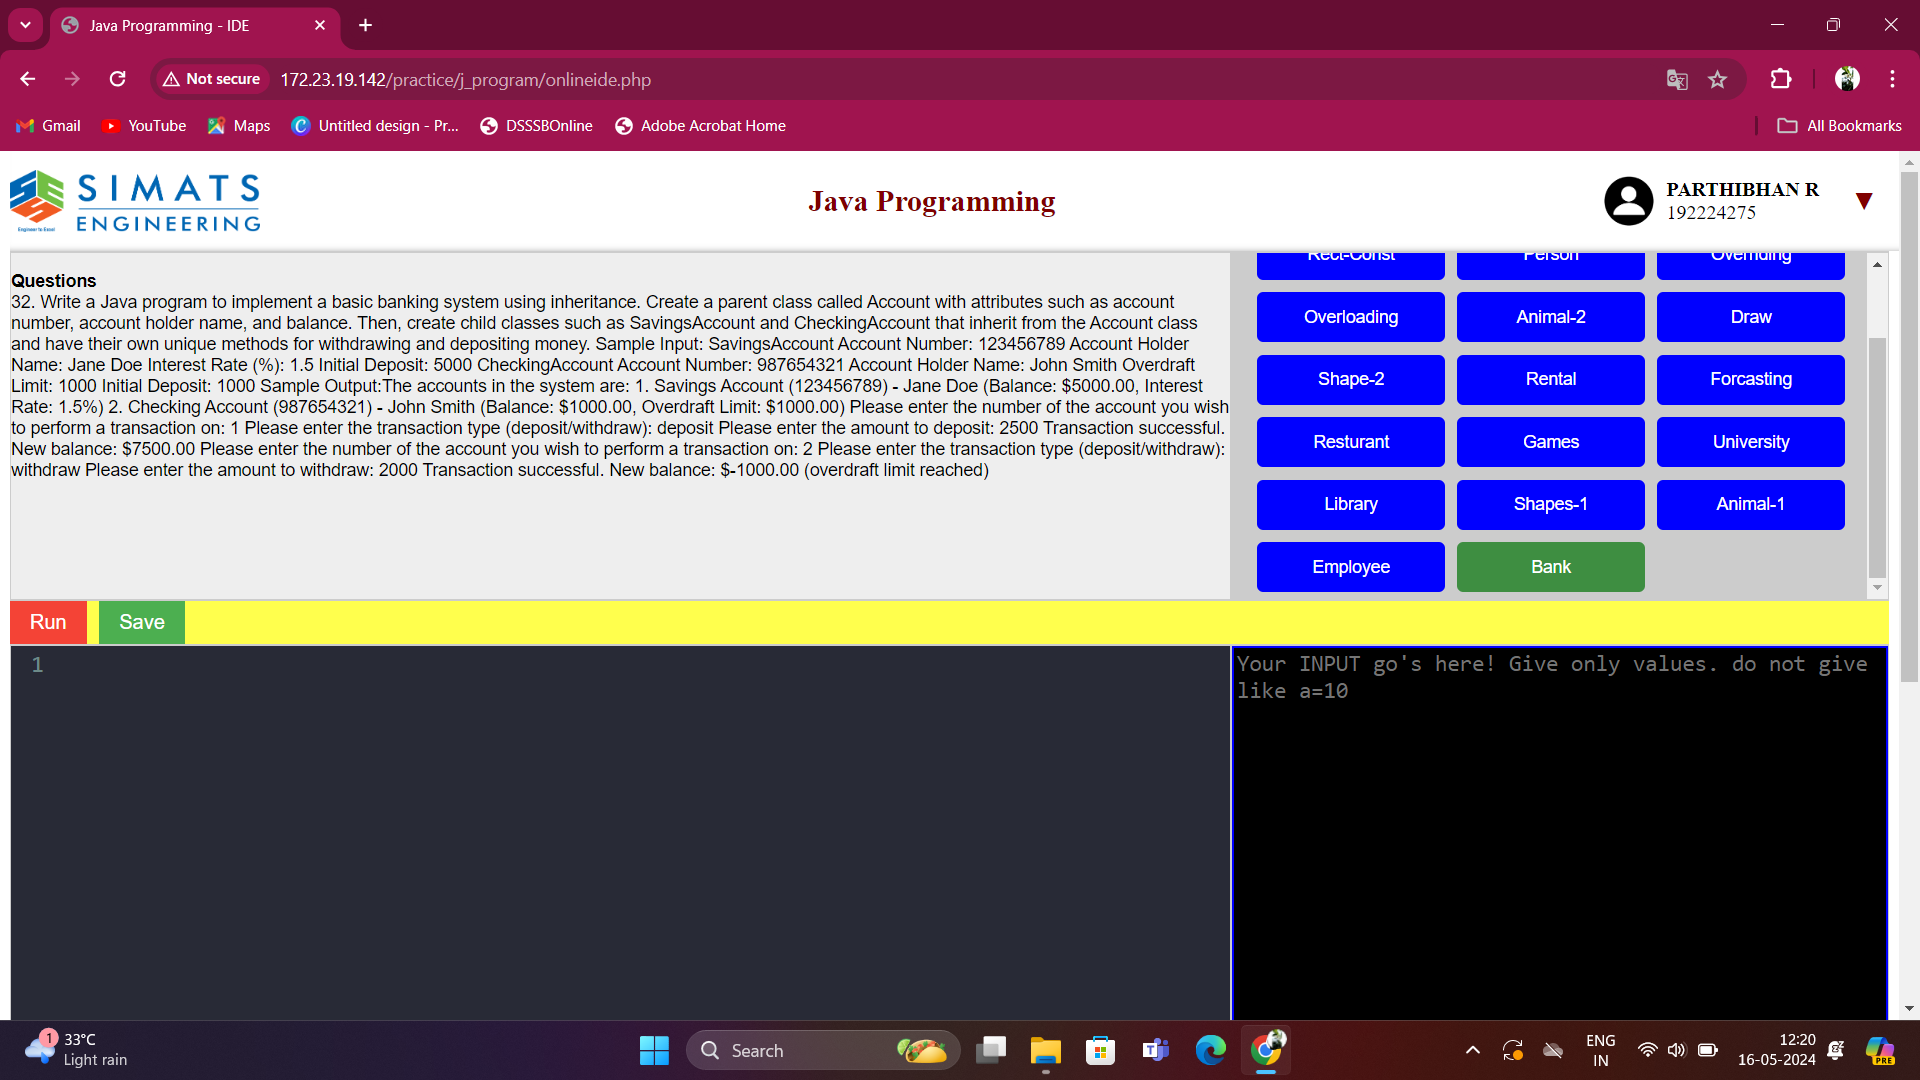 Java Programming - IDE
Not secure
172.23.19.142/practice/j_program/onlineide.php
Gmail
YouTube
Maps
Untitled design - Pr...
DSSSBOnline
Adobe Acrobat Home
All Bookmarks
SIMATS
ENGINEERING
Engineer to Excel
Java Programming
PARTHIBHAN R
192224275
Questions
32. Write a Java program to implement a basic banking system using inheritance. Create a parent class called Account with attributes such as account
number, account holder name, and balance. Then, create child classes such as SavingsAccount and CheckingAccount that inherit from the Account class
and have their own unique methods for withdrawing and depositing money. Sample Input: SavingsAccount Account Number: 123456789 Account Holder
Name: Jane Doe Interest Rate (%): 1.5 Initial Deposit: 5000 CheckingAccount Account Number: 987654321 Account Holder Name: John Smith Overdraft
Limit: 1000 Initial Deposit: 1000 Sample Output:The accounts in the system are: 1. Savings Account (123456789) - Jane Doe (Balance: $5000.00, Interest
Rate: 1.5%) 2. Checking Account (987654321) - John Smith (Balance: $1000.00, Overdraft Limit: $1000.00) Please enter the number of the account you wish
to perform a transaction on: 1 Please enter the transaction type (deposit/withdraw): deposit Please enter the amount to deposit: 2500 Transaction successful.
New balance: $7500.00 Please enter the number of the account you wish to perform a transaction on: 2 Please enter the transaction type (deposit/withdraw):
withdraw Please enter the amount to withdraw: 2000 Transaction successful. New balance: $-1000.00 (overdraft limit reached)
Rect-Const
Person
Overriding
Overloading
Animal-2
Draw
Shape-2
Rental
Forcasting
Resturant
Games
University
Library
Shapes-1
Animal-1
Employee
Bank
Run
Save
1
Your INPUT go's here! Give only values. do not give
like a=10
1
33°C
Light rain
Search
ENG
IN
12:20
16-05-2024
PRE